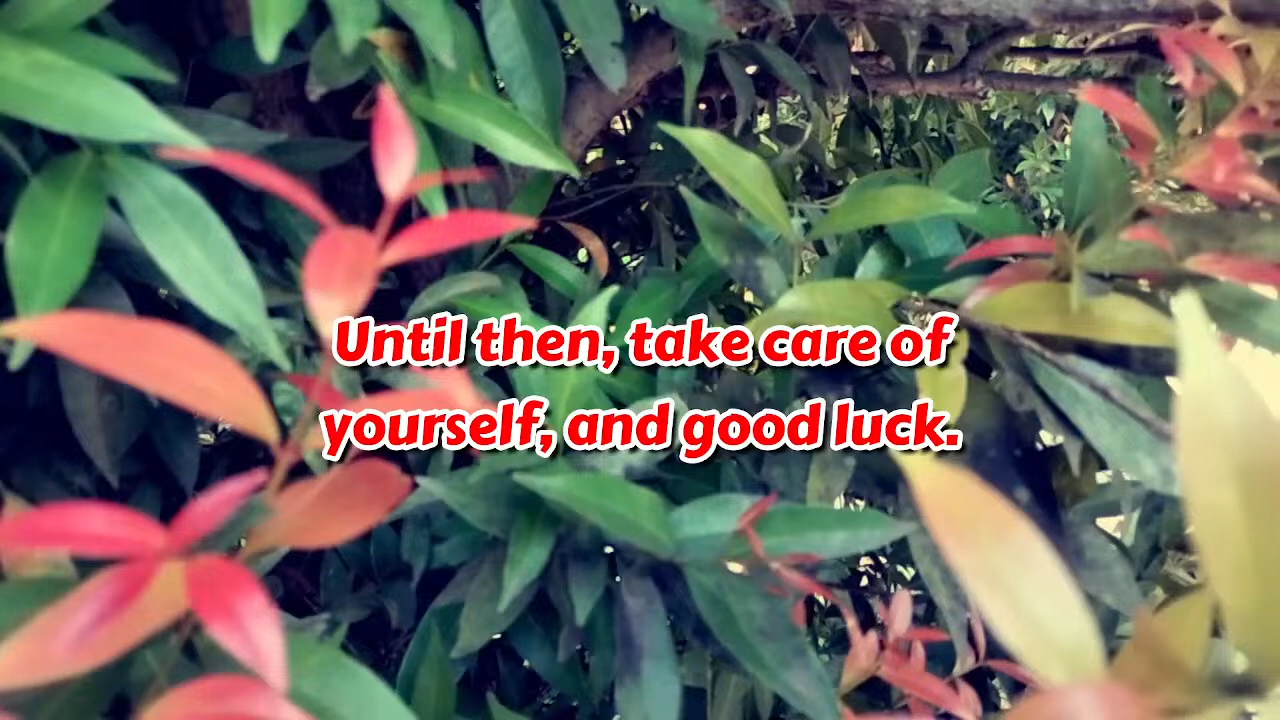 Until then, take care of
yourself, and good luck.